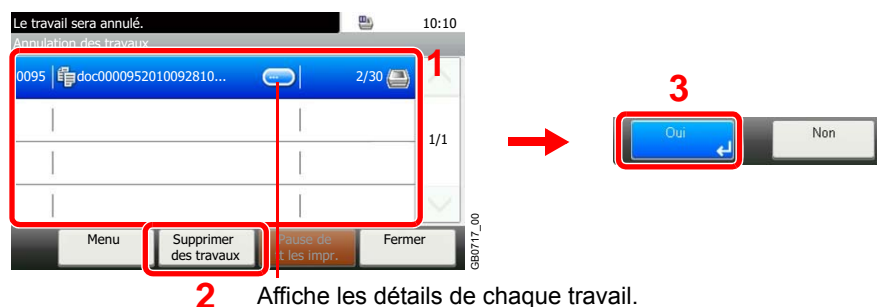 Le travail sera annulé. 10:10
Annulation des travaux
1
0095 doc0000952010092810... ... 2/30
1/1
Menu
Supprimer
des travaux
Pause de
t les impr.
Fermer
GB0717_00
2
Affiche les détails de chaque travail.
3
Oui
Non